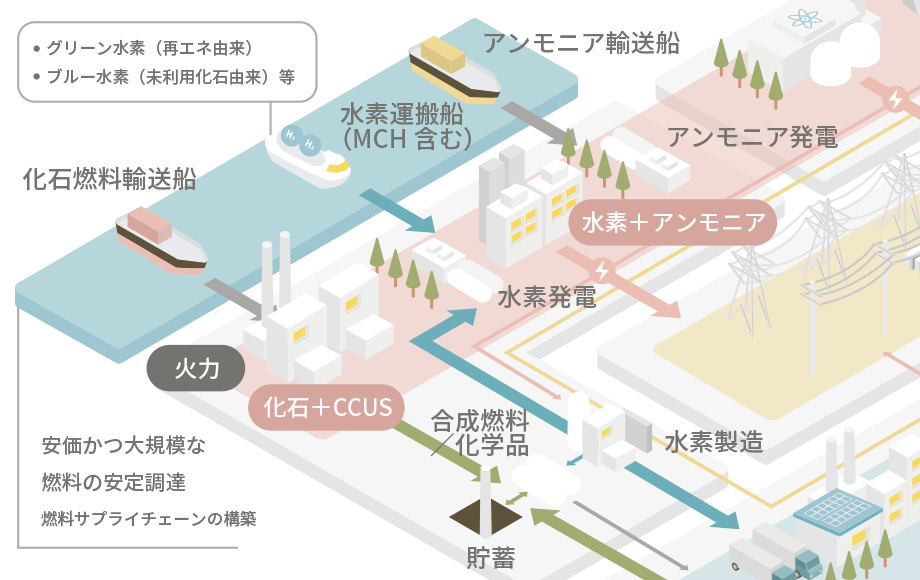 • グリーン水素（再エネ由来）
• ブルー水素（未利用化石由来）等
アンモニア輸送船
水素運搬船
（MCH 含む）
H₂
H₂
アンモニア発電
化石燃料輸送船
水素＋アンモニア
水素発電
火力
化石＋CCUS
合成燃料
／化学品
水素製造
安価かつ大規模な
燃料の安定調達
燃料サプライチェーンの構築
貯蓄